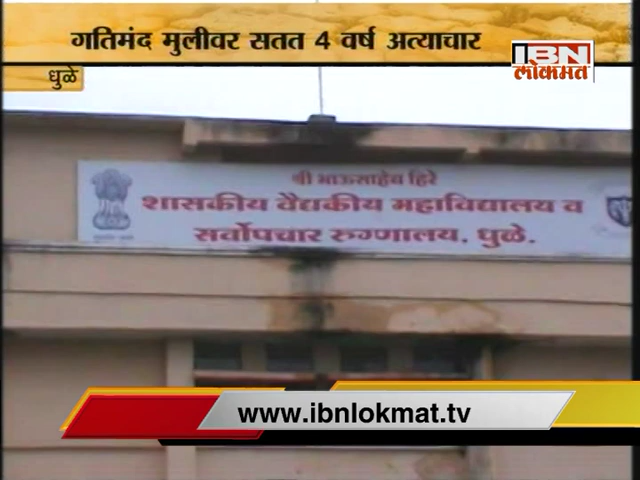 गतिमंद मुलीवर सतत 4 वर्ष अत्याचार
IBN
लोकमत
धुळे
श्री भाऊसाहेब हिरे
शासकीय वैद्यकीय महाविद्यालय व
सर्वोपचार रुग्णालय, धुळे.
www.ibnlokmat.tv